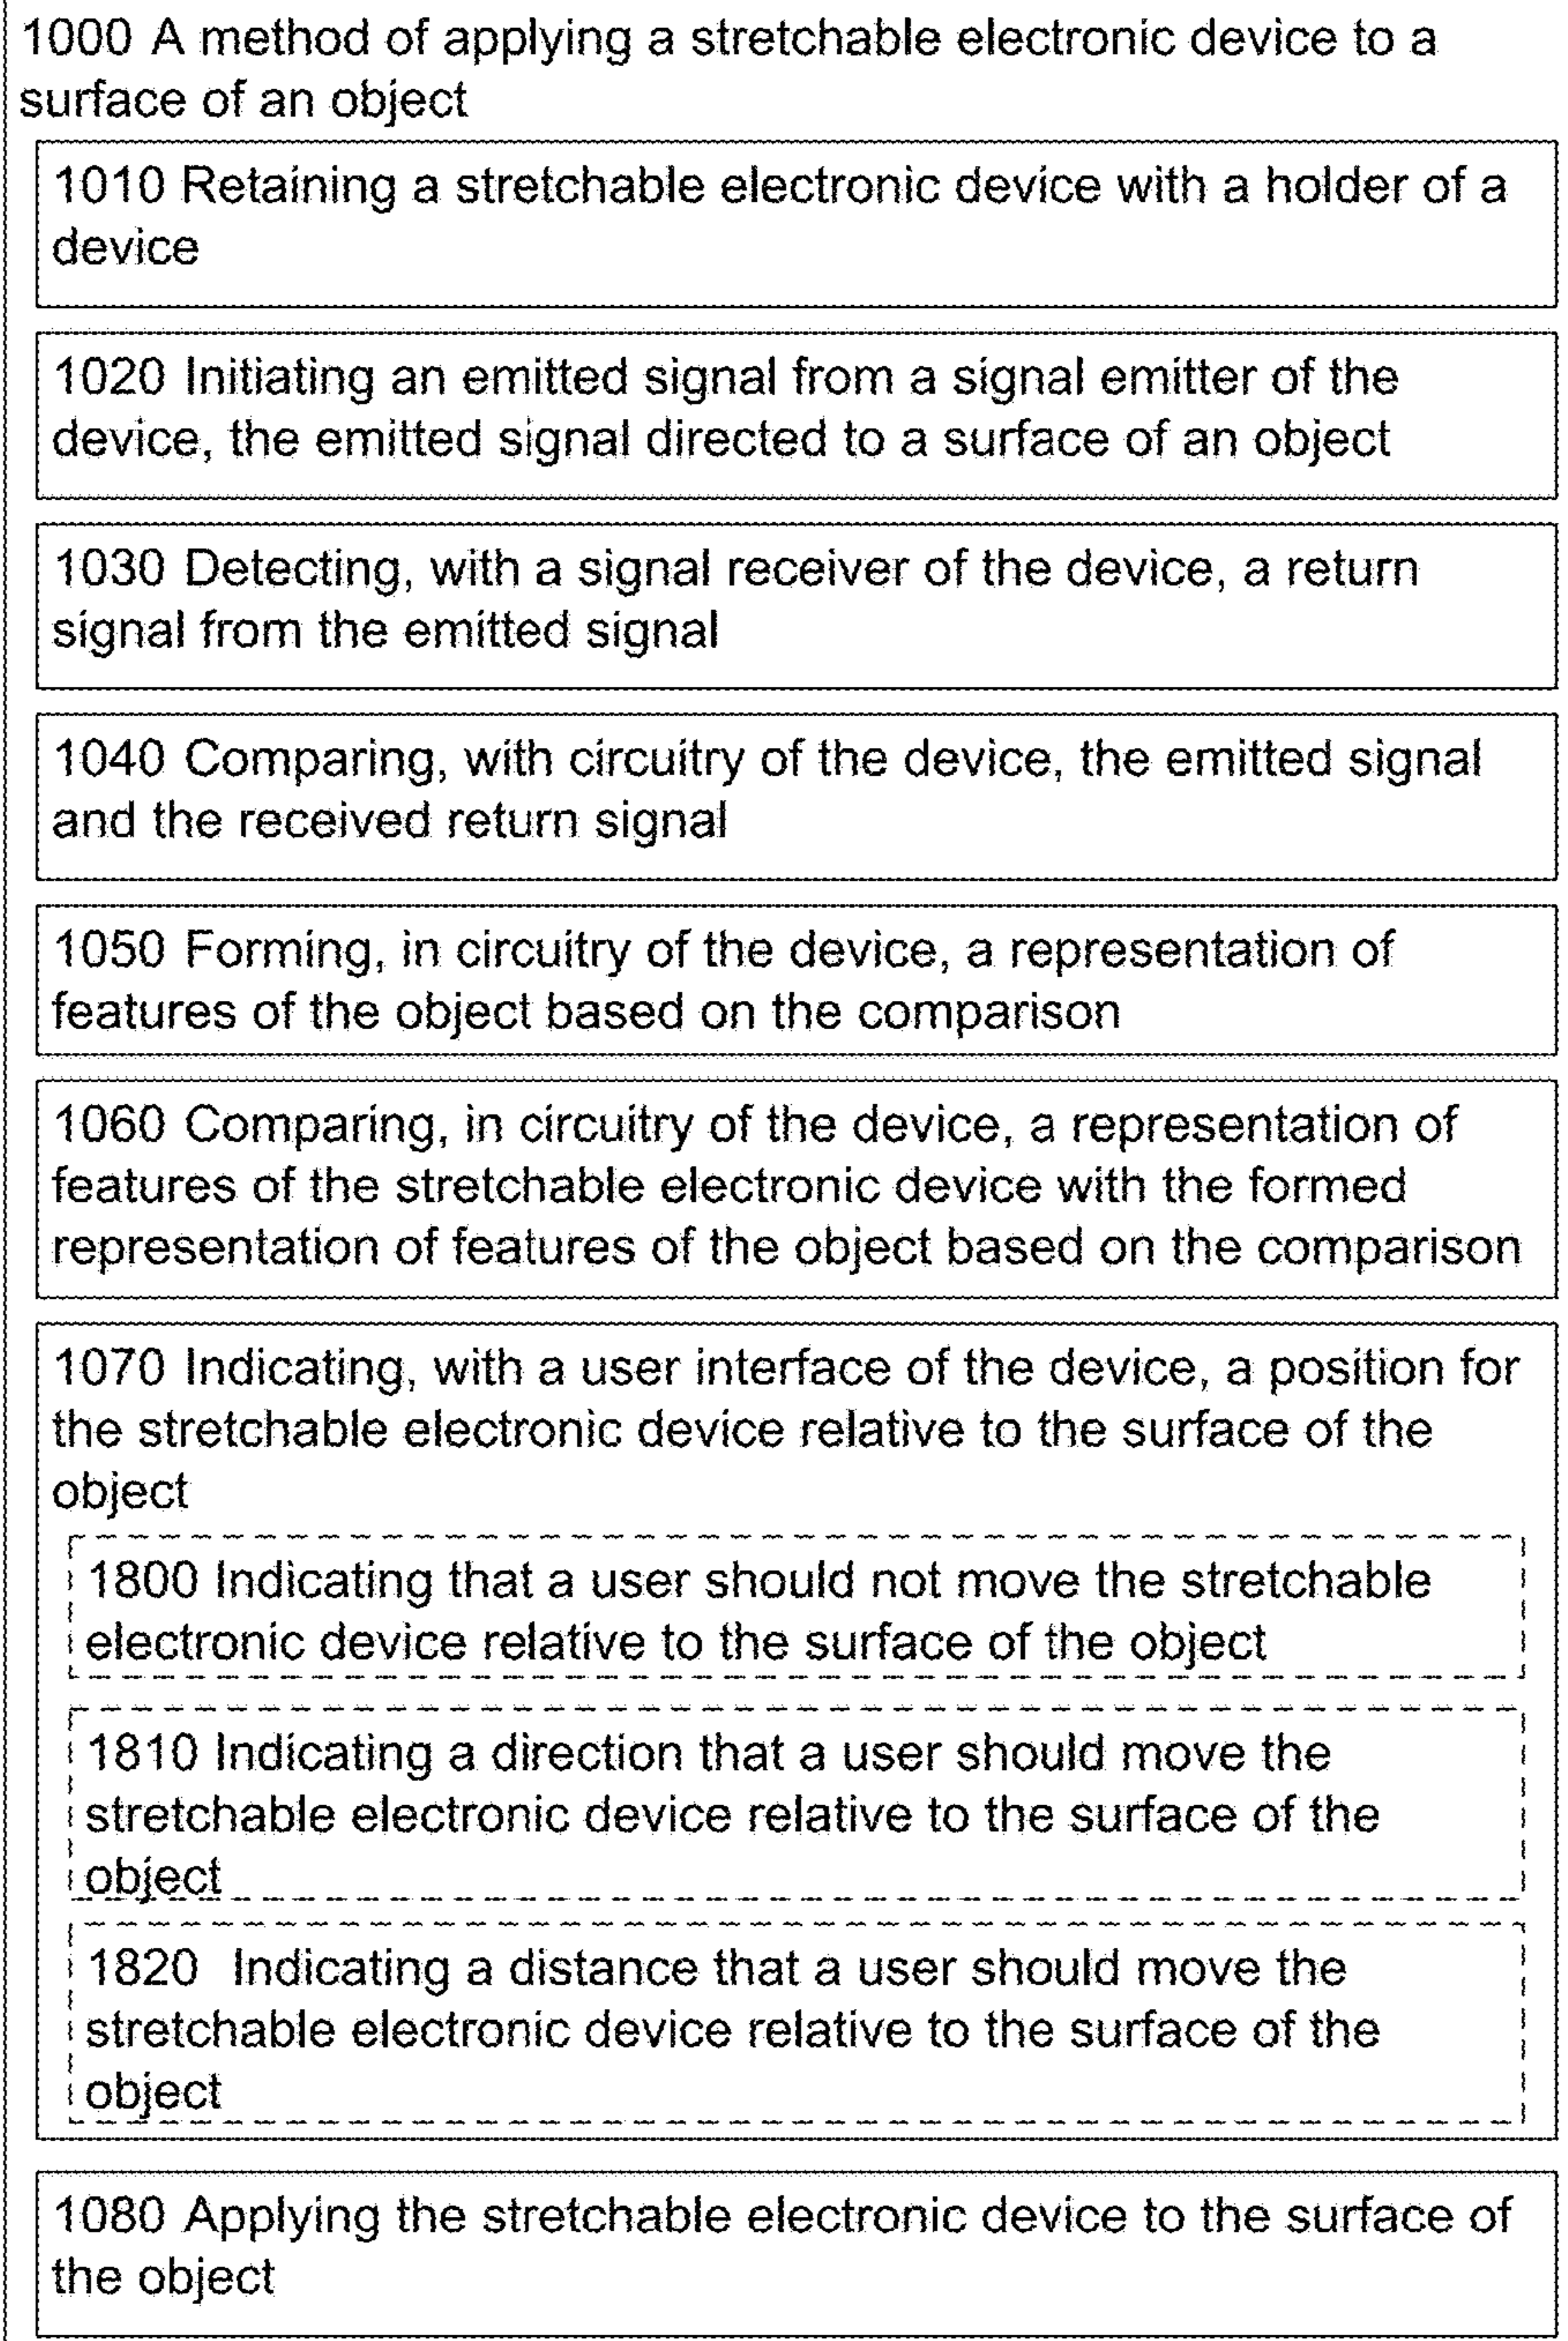 1000 A method of applying a stretchable electronic device to a
surface of an object
1010 Retaining a stretchable electronic device with a holder of a
device
1020 Initiating an emitted signal from a signal emitter of the
device, the emitted signal directed to a surface of an object
1030 Detecting, with a signal receiver of the device, a return
signal from the emitted signal
1040 Comparing, with circuitry of the device, the emitted signal
and the received return signal
1050 Forming, in circuitry of the device, a representation of
features of the object based on the comparison
1060 Comparing, in circuitry of the device, a representation of
features of the stretchable electronic device with the formed
representation of features of the object based on the comparison
1070 Indicating, with a user interface of the device, a position for
the stretchable electronic device relative to the surface of the
object
1800 Indicating that a user should not move the stretchable
electronic device relative to the surface of the object
1810 Indicating a direction that a user should move the
stretchable electronic device relative to the surface of the
object
1820 Indicating a distance that a user should move the
stretchable electronic device relative to the surface of the
object
1080 Applying the stretchable electronic device to the surface of
the object